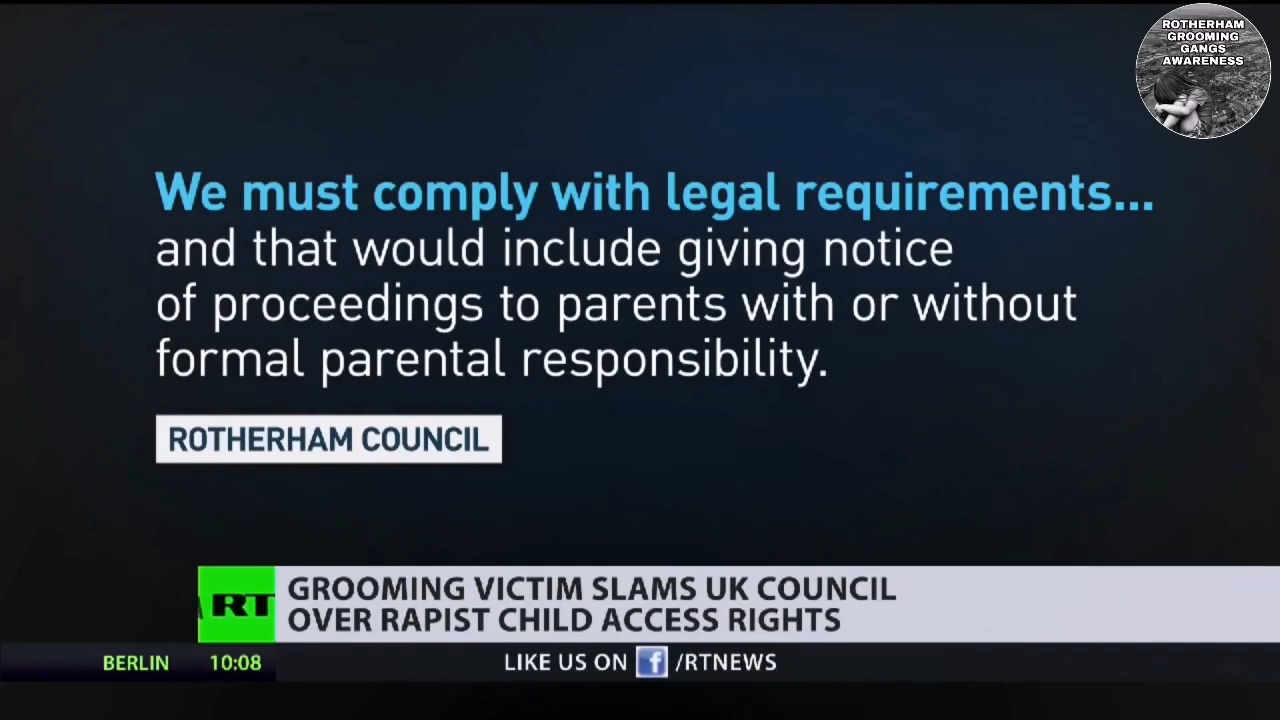 ROTHERHAM
GROOMING
GANGS
AWARENESS
We must comply with legal requirements...
and that would include giving notice
of proceedings to parents with or without
formal parental responsibility.
ROTHERHAM COUNCIL
RT
GROOMING VICTIM SLAMS UK COUNCIL
OVER RAPIST CHILD ACCESS RIGHTS
BERLIN 10:08
LIKE US ON f /RTNEWS